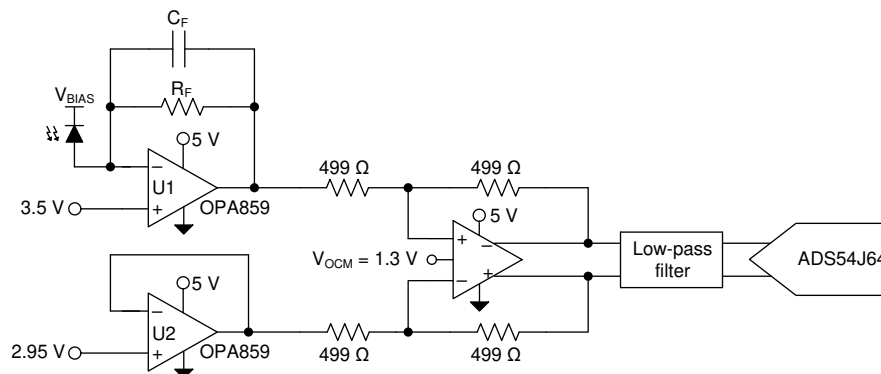 C_F
R_F
V_BIAS
5 V
−
U1
+
OPA859
3.5 V
499 Ω
499 Ω
5 V
+
−
V_OCM = 1.3 V
−
+
Low-pass
filter
ADS54J64
5 V
−
U2
+
OPA859
2.95 V
499 Ω
499 Ω